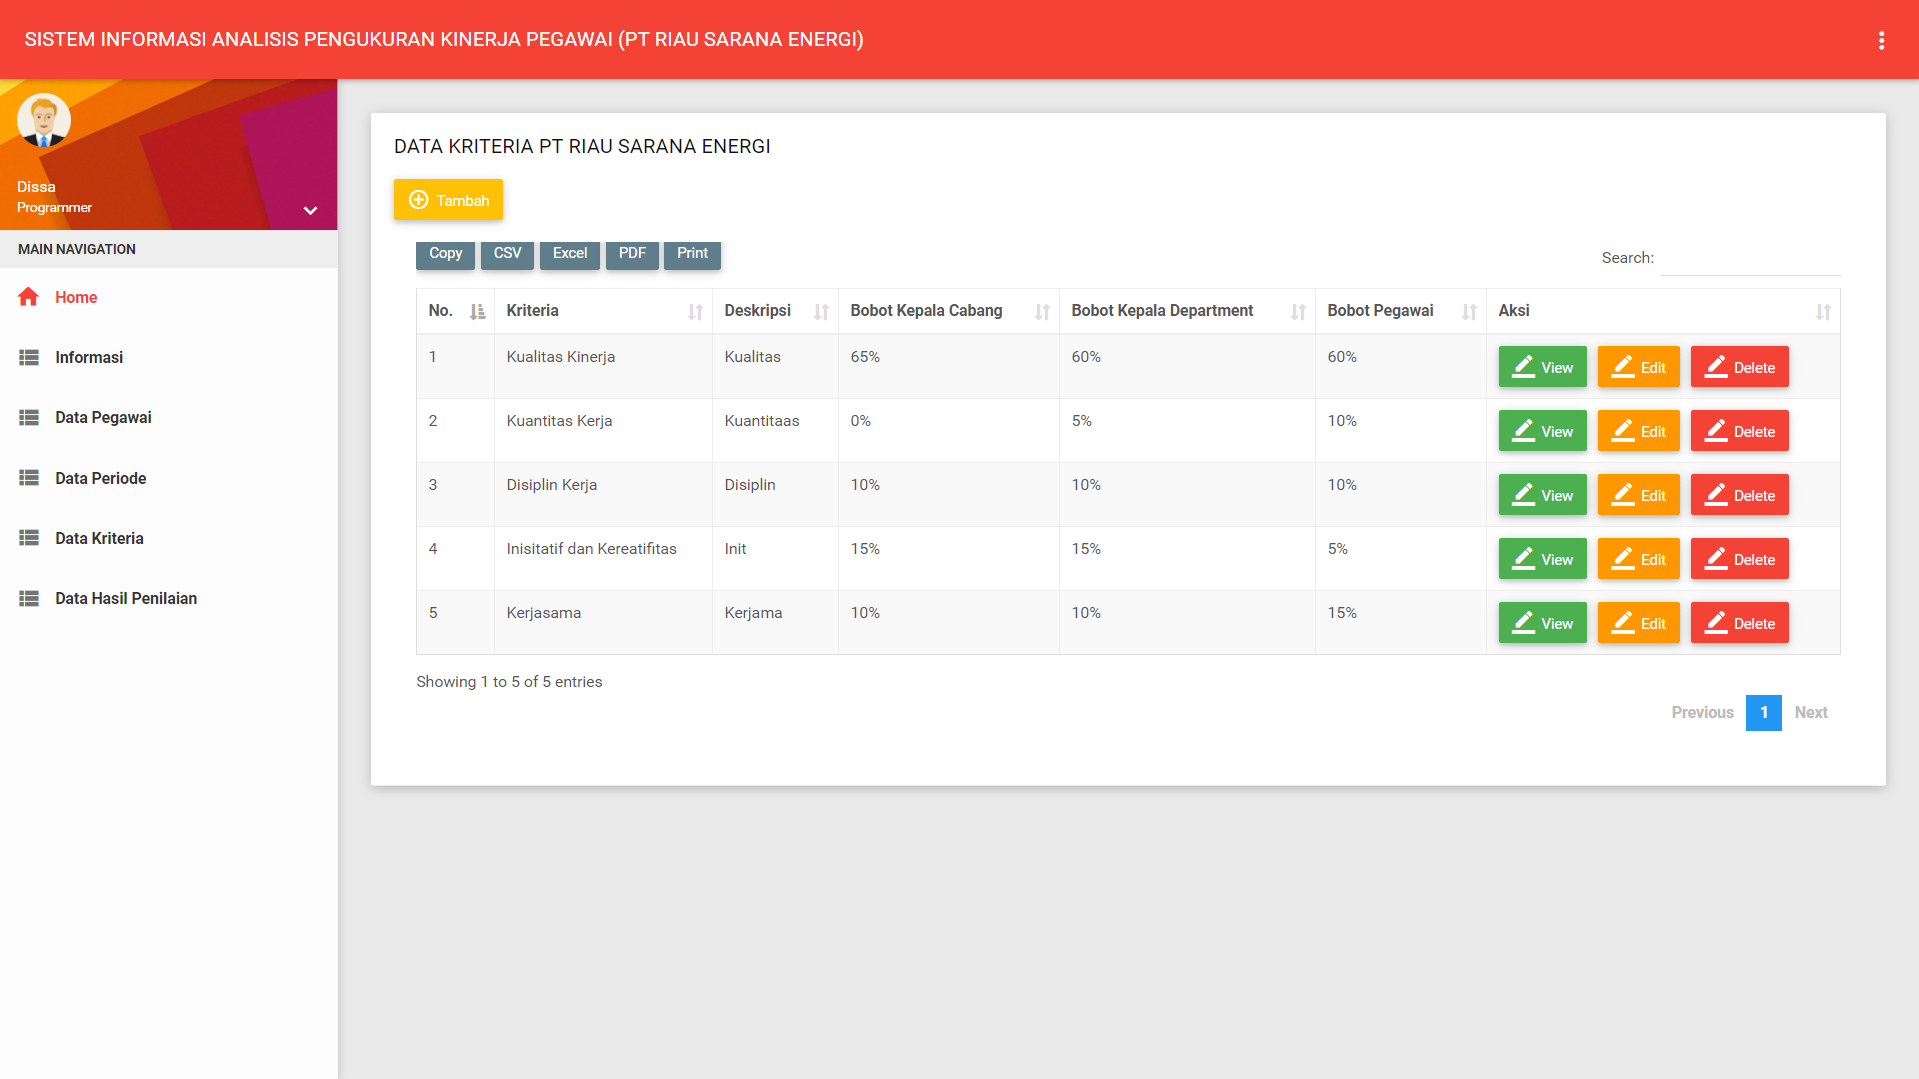 SISTEM INFORMASI ANALISIS PENGUKURAN KINERJA PEGAWAI (PT RIAU SARANA ENERGI)
Dissa
Programmer
MAIN NAVIGATION
Home
Informasi
Data Pegawai
Data Periode
Data Kriteria
Data Hasil Penilaian
DATA KRITERIA PT RIAU SARANA ENERGI
Tambah
Copy CSV Excel PDF Print
Search:
No. Kriteria Deskripsi Bobot Kepala Cabang Bobot Kepala Department Bobot Pegawai Aksi
1 Kualitas Kinerja Kualitas 65% 60% 60% View Edit Delete
2 Kuantitas Kerja Kuantitaas 0% 5% 10% View Edit Delete
3 Disiplin Kerja Disiplin 10% 10% 10% View Edit Delete
4 Inisitatif dan Kereatifitas Init 15% 15% 5% View Edit Delete
5 Kerjasama Kerjama 10% 10% 15% View Edit Delete
Showing 1 to 5 of 5 entries
Previous 1 Next